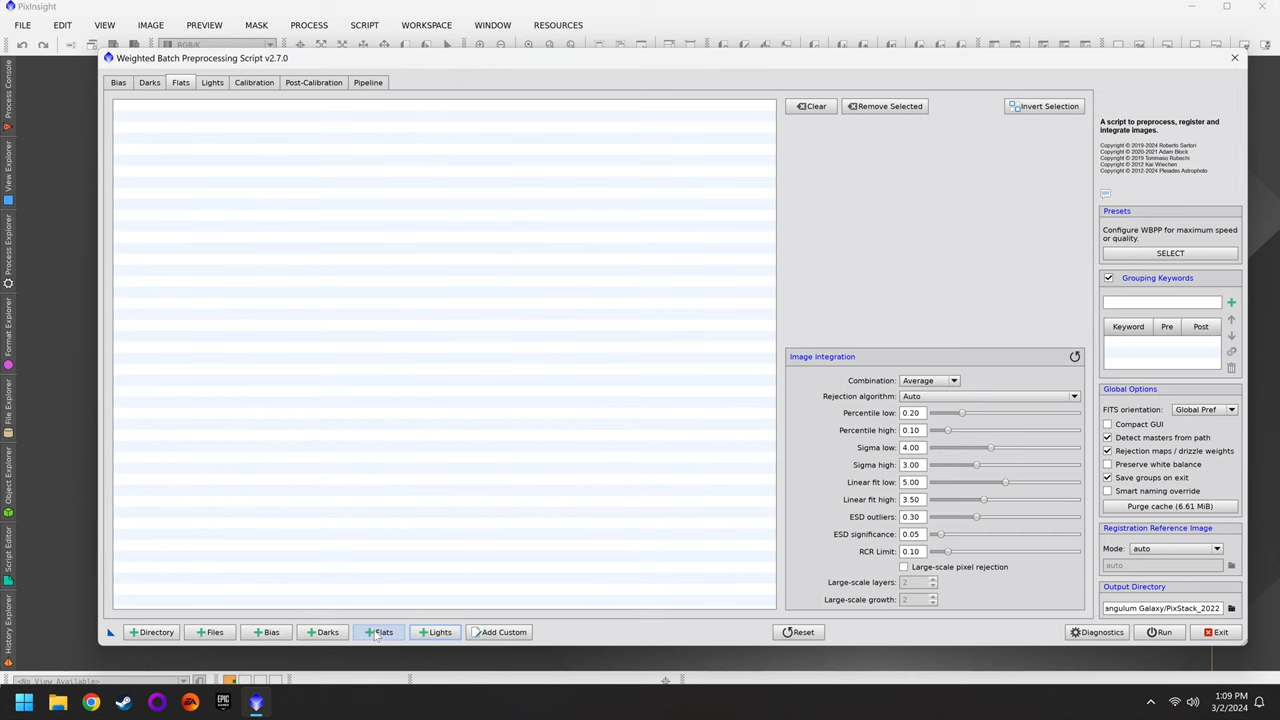 PixInsight
FILE EDIT VIEW IMAGE PREVIEW MASK PROCESS SCRIPT WORKSPACE WINDOW RESOURCES
RGB/K
Weighted Batch Preprocessing Script v2.7.0
Bias Darks Flats Lights Calibration Post-Calibration Pipeline
Clear Remove Selected Invert Selection
Process Console
View Explorer
Process Explorer
Format Explorer
File Explorer
Object Explorer
Script Editor
History Explorer
A script to preprocess, register and
integrate images.
Copyright © 2019-2024 Roberto Sartori
Copyright © 2020-2021 Adam Block
Copyright © 2019 Tommaso Rubechi
Copyright © 2012 Kai Wiechen
Copyright © 2012-2024 Pleiades Astrophoto
Presets
Configure WBPP for maximum speed
or quality.
SELECT
Grouping Keywords
Keyword Pre Post
Image Integration
Combination: Average
Rejection algorithm: Auto
Percentile low: 0.20
Percentile high: 0.10
Sigma low: 4.00
Sigma high: 3.00
Linear fit low: 5.00
Linear fit high: 3.50
ESD outliers: 0.30
ESD significance: 0.05
RCR Limit: 0.10
Large-scale pixel rejection
Large-scale layers: 2
Large-scale growth: 2
Global Options
FITS orientation: Global Pref
Compact GUI
Detect masters from path
Rejection maps / drizzle weights
Preserve white balance
Save groups on exit
Smart naming override
Purge cache (6.61 MiB)
Registration Reference Image
Mode: auto
auto
Output Directory
angulum Galaxy/PixStack_2022
Directory Files Bias Darks Flats Lights Add Custom Reset Diagnostics Run Exit
<No View Available>
EPIC
GAMES
EA
1:09 PM
3/2/2024